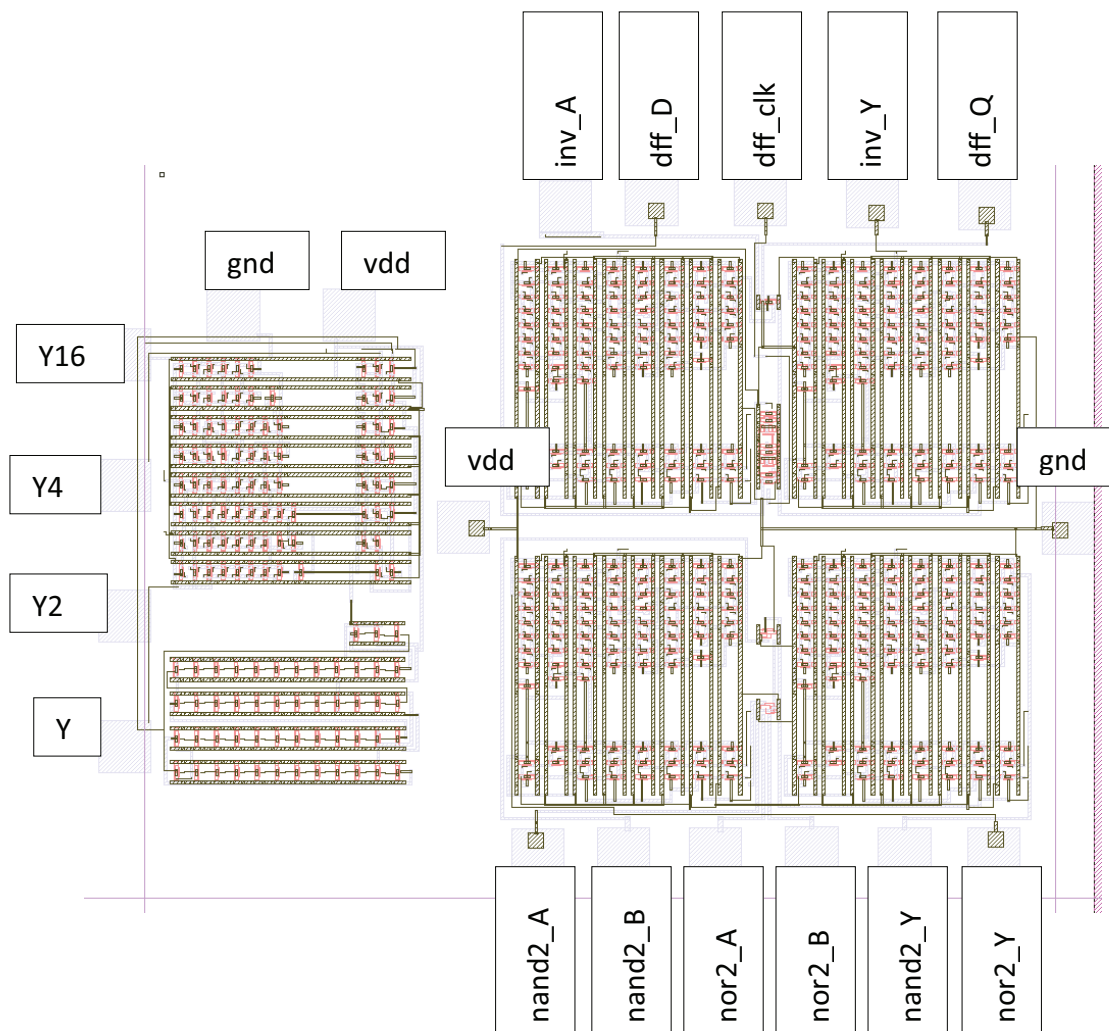 inv_A
dff_D
dff_clk
inv_Y
dff_Q
gnd
vdd
Y16
Y4
vdd
gnd
Y2
Y
nand2_A
nand2_B
nor2_A
nor2_B
nand2_Y
nor2_Y